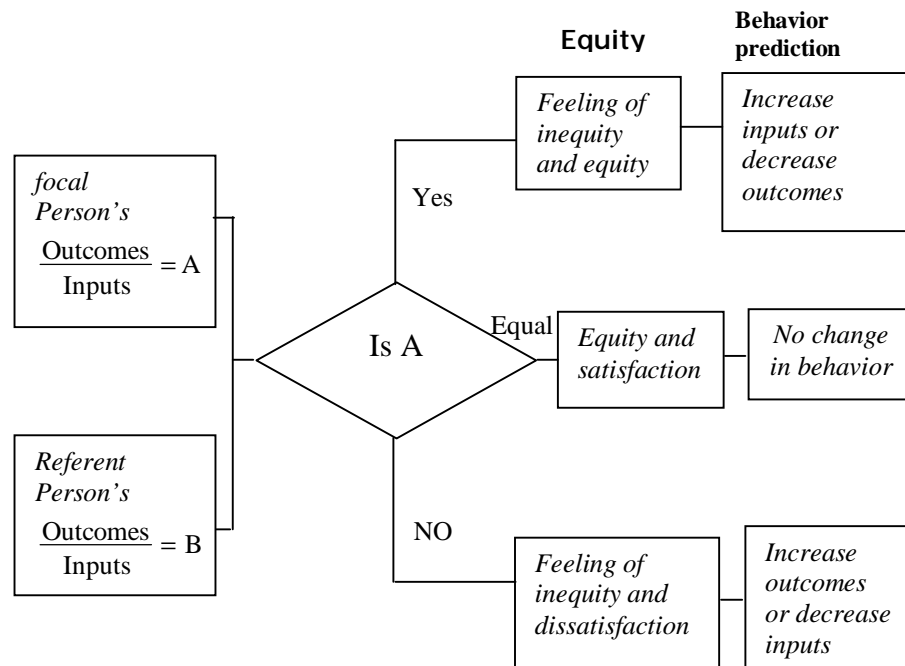 Equity
Behavior
prediction
Feeling of
inequity
and equity
Increase
inputs or
decrease
outcomes
focal
Person's
Outcomes
Inputs
= A
Yes
Is A
Equal
Equity and
satisfaction
No change
in behavior
Referent
Person's
Outcomes
Inputs
= B
NO
Feeling of
inequity and
dissatisfaction
Increase
outcomes
or decrease
inputs